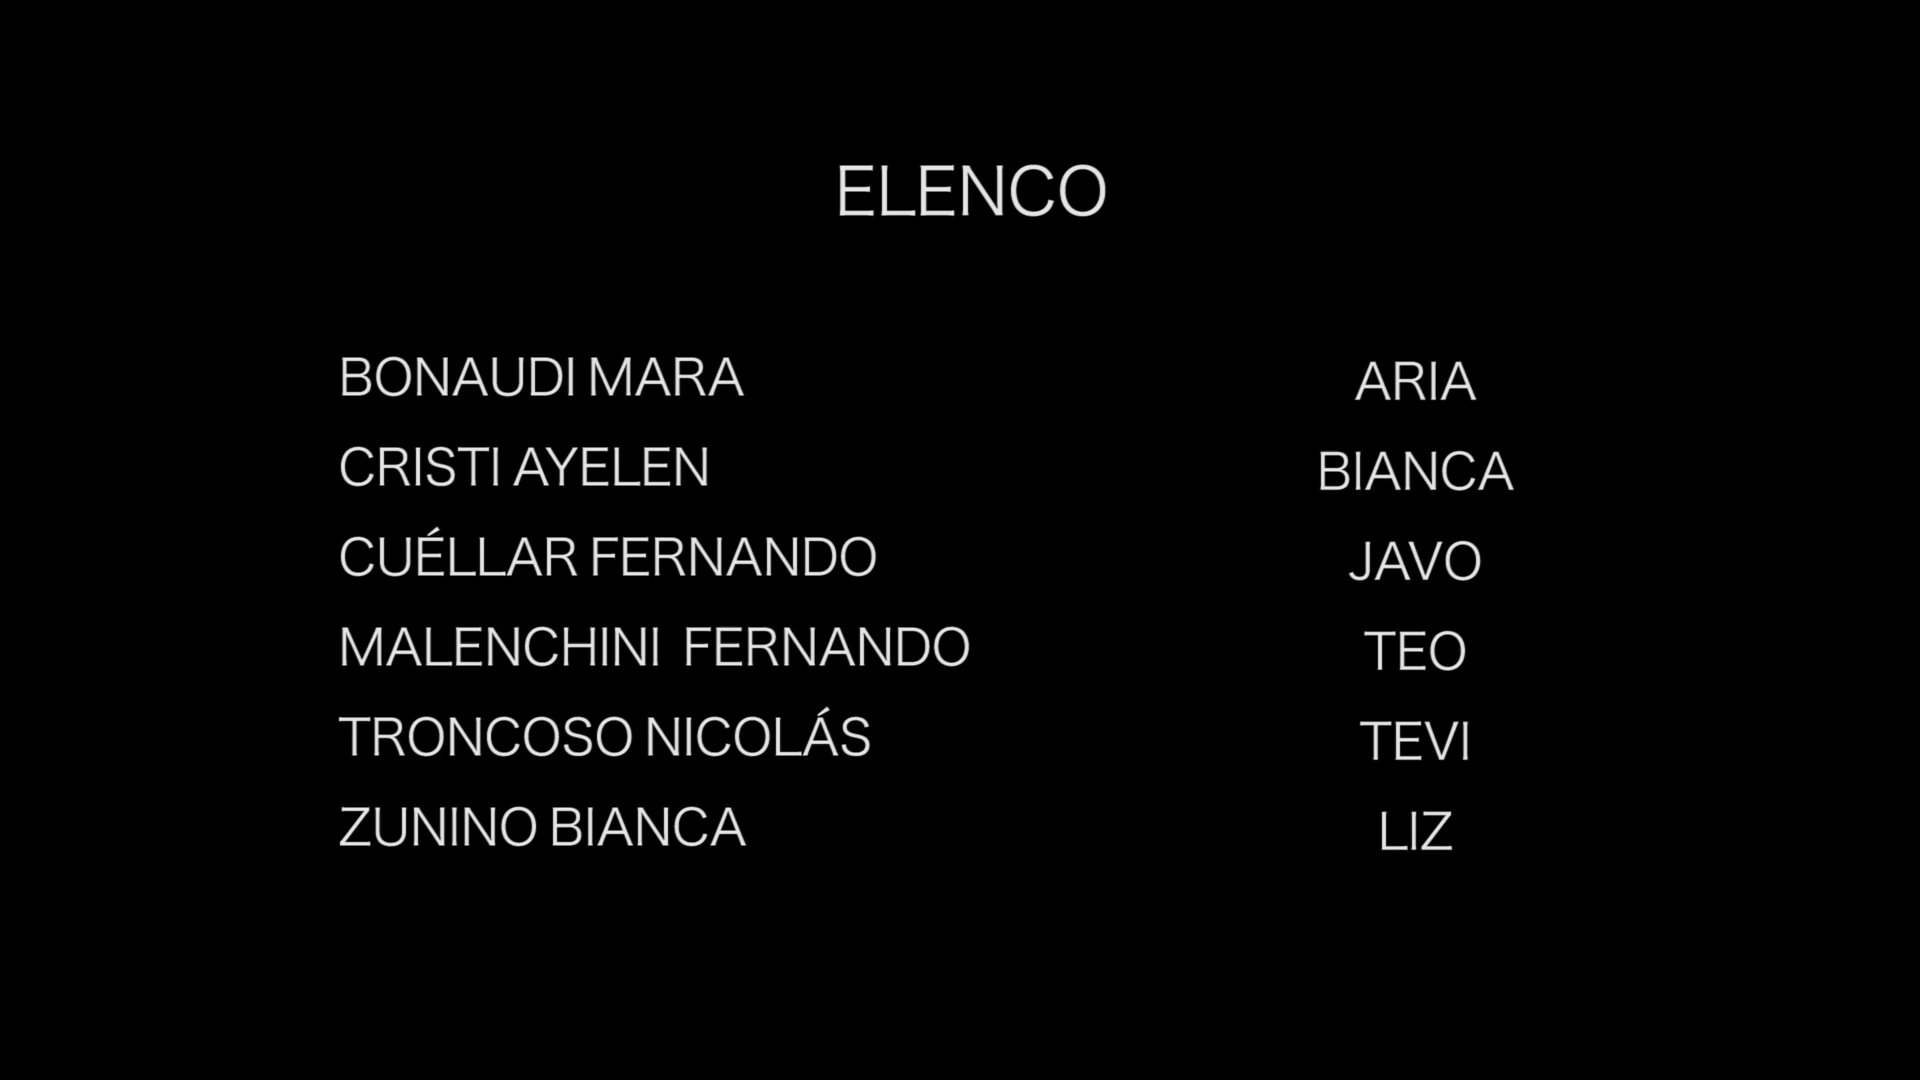 ELENCO
BONAUDI MARA ARIA
CRISTI AYELEN BIANCA
CUÉLLAR FERNANDO JAVO
MALENCHINI FERNANDO TEO
TRONCOSO NICOLÁS TEVI
ZUNINO BIANCA LIZ